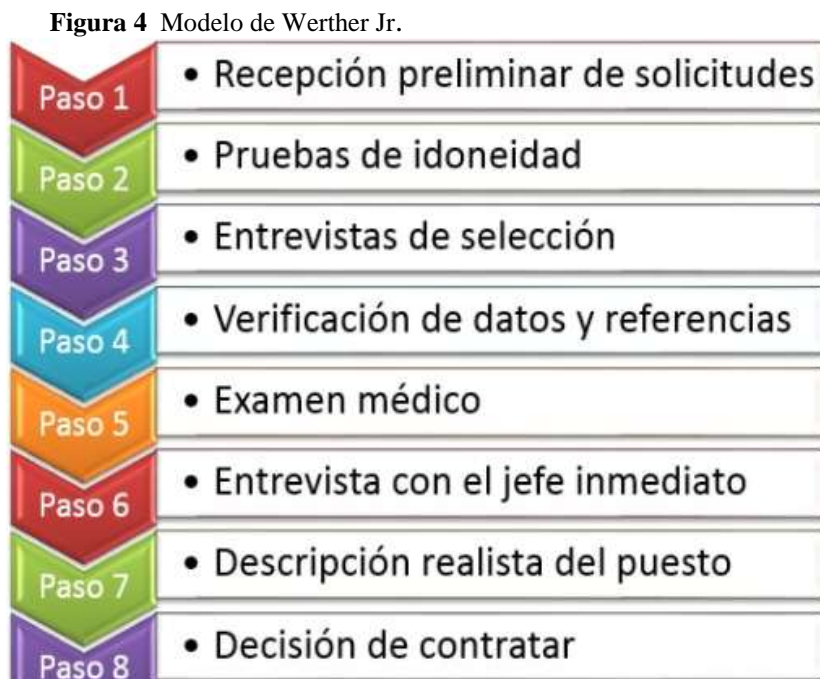 Figura 4 Modelo de Werther Jr.
Paso 1 • Recepción preliminar de solicitudes
Paso 2 • Pruebas de idoneidad
Paso 3 • Entrevistas de selección
Paso 4 • Verificación de datos y referencias
Paso 5 • Examen médico
Paso 6 • Entrevista con el jefe inmediato
Paso 7 • Descripción realista del puesto
Paso 8 • Decisión de contratar